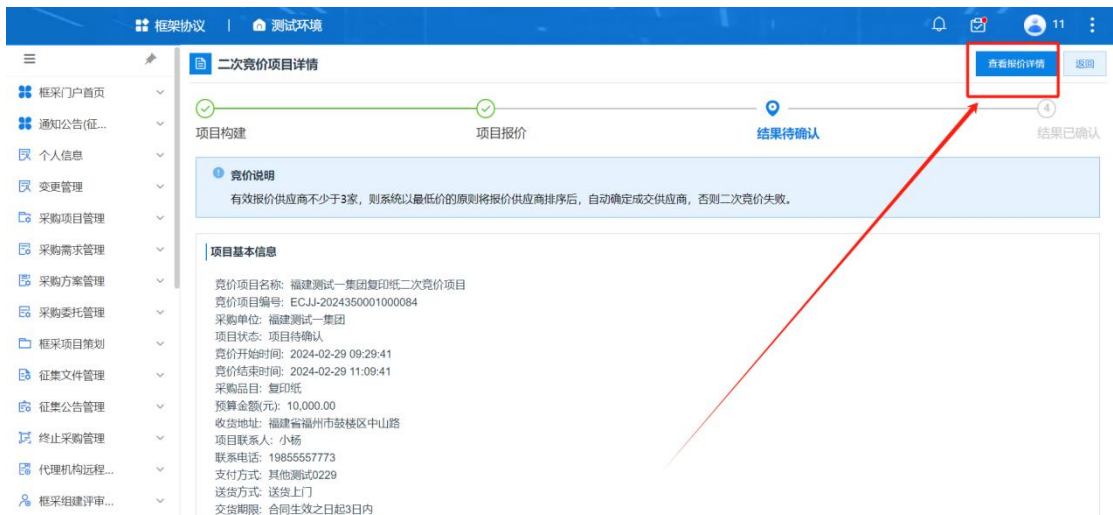 框架协议 | 测试环境 11
二次竞价项目详情 查看报价详情 返回
框采门户首页
通知公告(征...
个人信息
变更管理
采购项目管理
采购需求管理
采购方案管理
采购委托管理
框采项目策划
征集文件管理
征集公告管理
终止采购管理
代理机构远程...
框采组建评审...
项目构建 项目报价 结果待确认 4 结果已确认
竞价说明
有效报价供应商不少于3家，则系统以最低价的原则将报价供应商排序后，自动确定成交供应商，否则二次竞价失败。
项目基本信息
竞价项目名称: 福建测试一集团复印纸二次竞价项目
竞价项目编号: ECJJ-2024350001000084
采购单位: 福建测试一集团
项目状态: 项目待确认
竞价开始时间: 2024-02-29 09:29:41
竞价结束时间: 2024-02-29 11:09:41
采购品目: 复印纸
预算金额(元): 10,000.00
收货地址: 福建省福州市鼓楼区中山路
项目联系人: 小杨
联系电话: 19855557773
支付方式: 其他测试0229
送货方式: 送货上门
交货期限: 合同生效之日起3日内